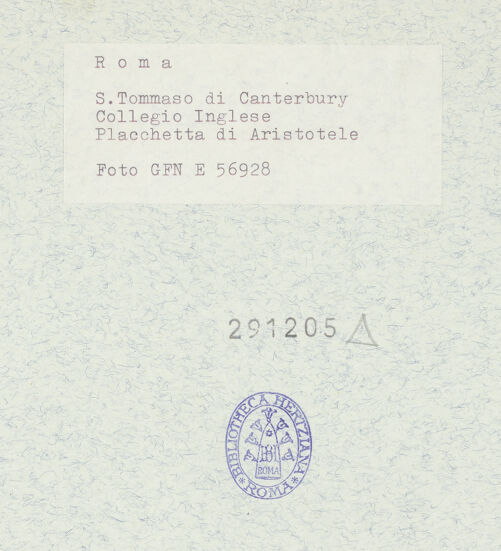 Roma
S.Tommaso di Canterbury
Collegio Inglese
Placchetta di Aristotele
Foto GFN E 56928
291205
BIBLIOTHECA HERTZIANA
ROMA
* ROMA *